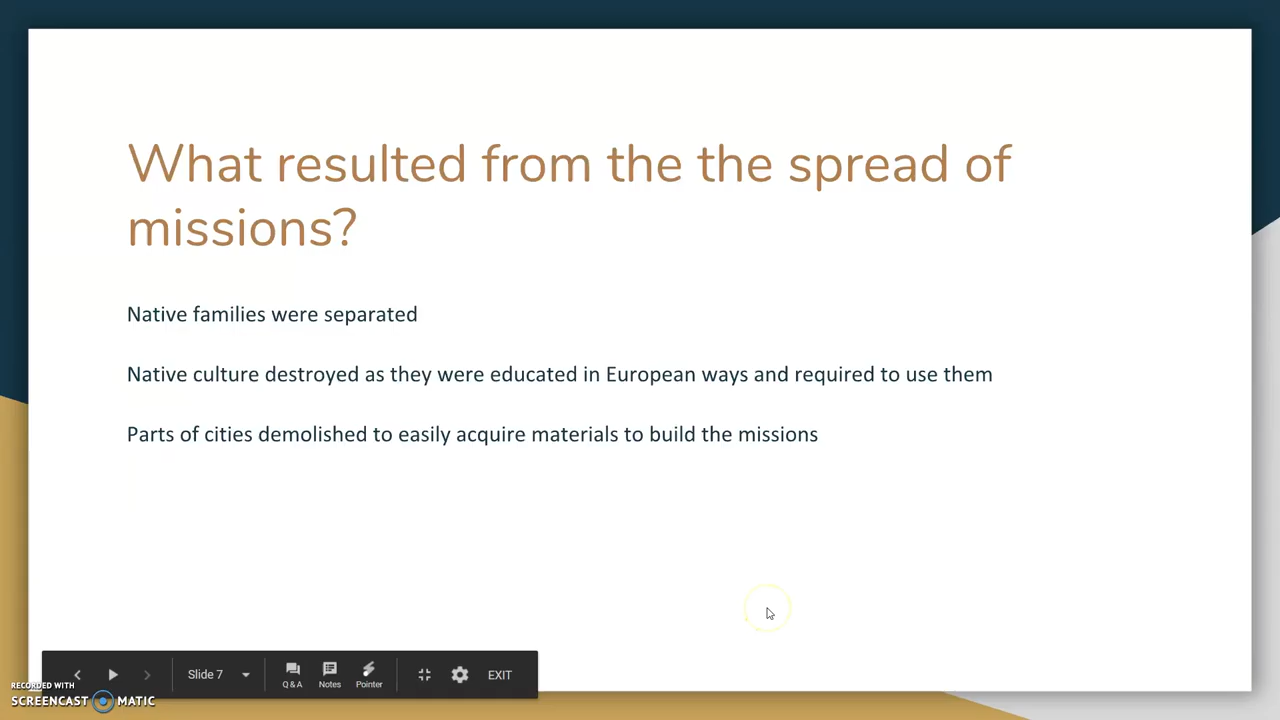 What resulted from the the spread of
missions?
Native families were separated
Native culture destroyed as they were educated in European ways and required to use them
Parts of cities demolished to easily acquire materials to build the missions
Slide 7
Q & A
Notes
Pointer
EXIT
RECORDED WITH
SCREENCAST MATIC